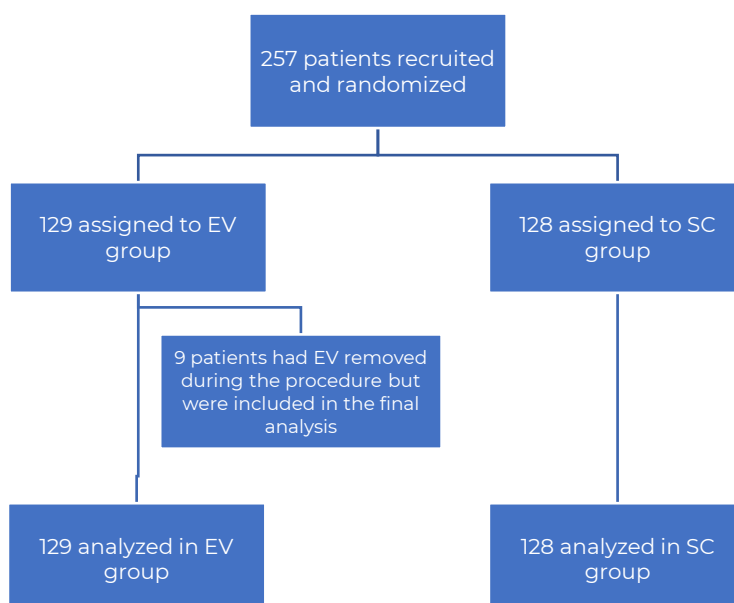 257 patients recruited
and randomized
129 assigned to EV
group
128 assigned to SC
group
9 patients had EV removed
during the procedure but
were included in the final
analysis
129 analyzed in EV
group
128 analyzed in SC
group